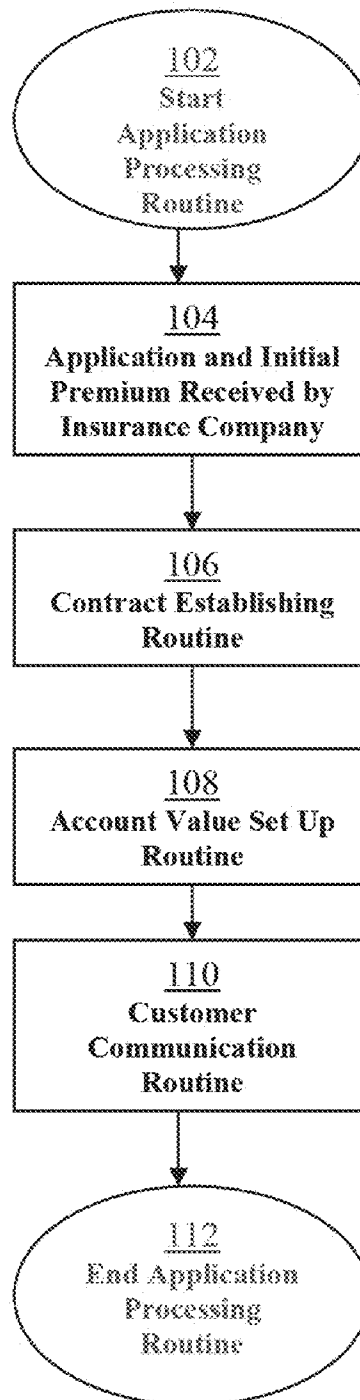 102
Start
Application
Processing
Routine
104
Application and Initial
Premium Received by
Insurance Company
106
Contract Establishing
Routine
108
Account Value Set Up
Routine
110
Customer
Communication
Routine
112
End Application
Processing
Routine